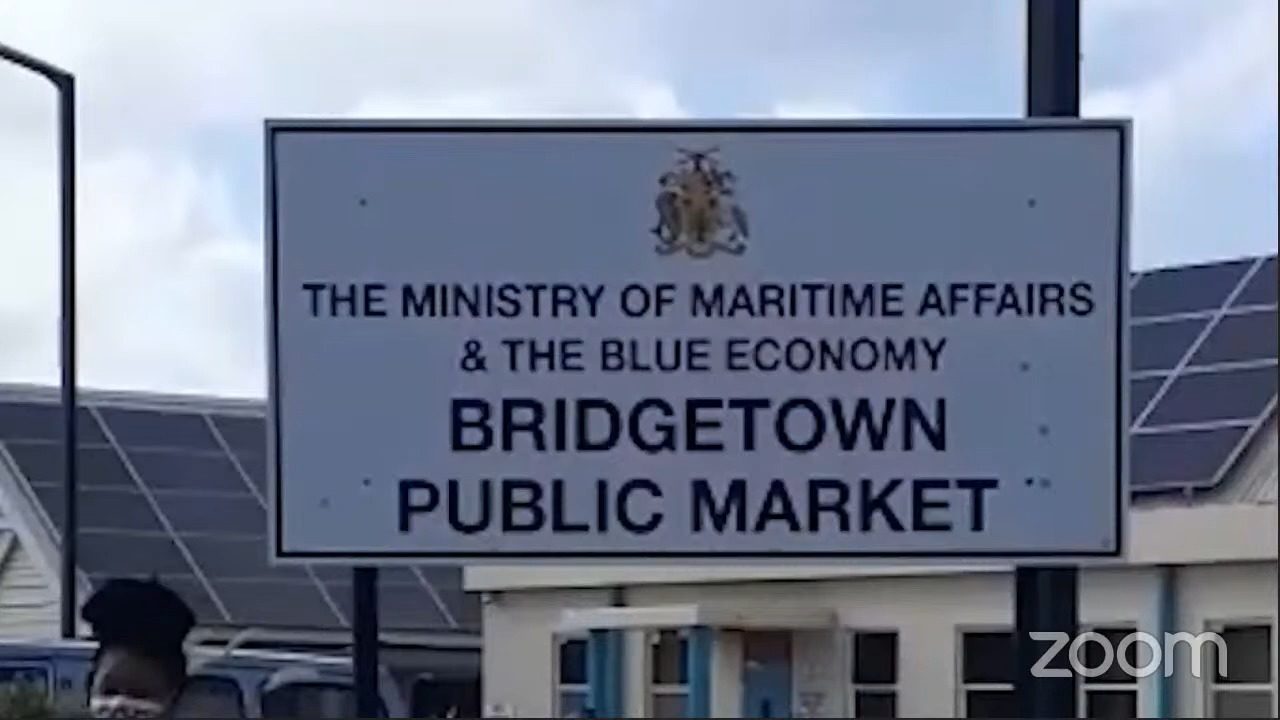 THE MINISTRY OF MARITIME AFFAIRS
& THE BLUE ECONOMY
BRIDGETOWN
PUBLIC MARKET
zoom